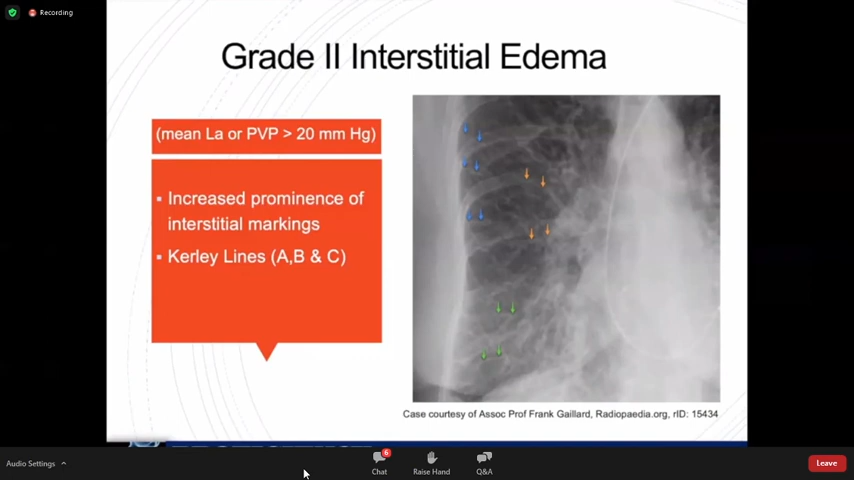 Recording
Grade II Interstitial Edema
(mean La or PVP > 20 mm Hg)
▪ Increased prominence of
interstitial markings
▪ Kerley Lines (A,B & C)
Case courtesy of Assoc Prof Frank Gaillard, Radiopaedia.org, rID: 15434
Audio Settings
6
Chat
Raise Hand
Q&A
Leave